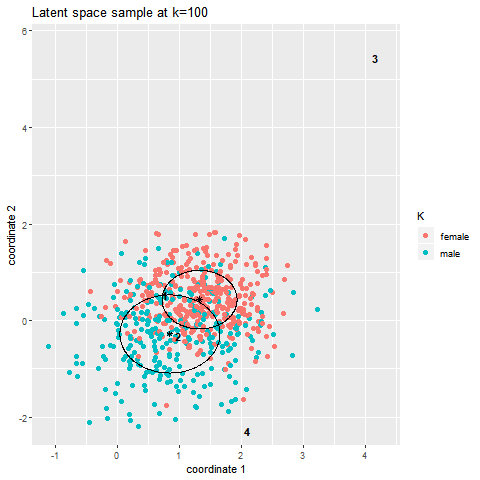 Latent space sample at k=100
coordinate 2
6
4
2
0
-2
3
*
* 2
4
-1
0
1
2
3
4
coordinate 1
K
female
male